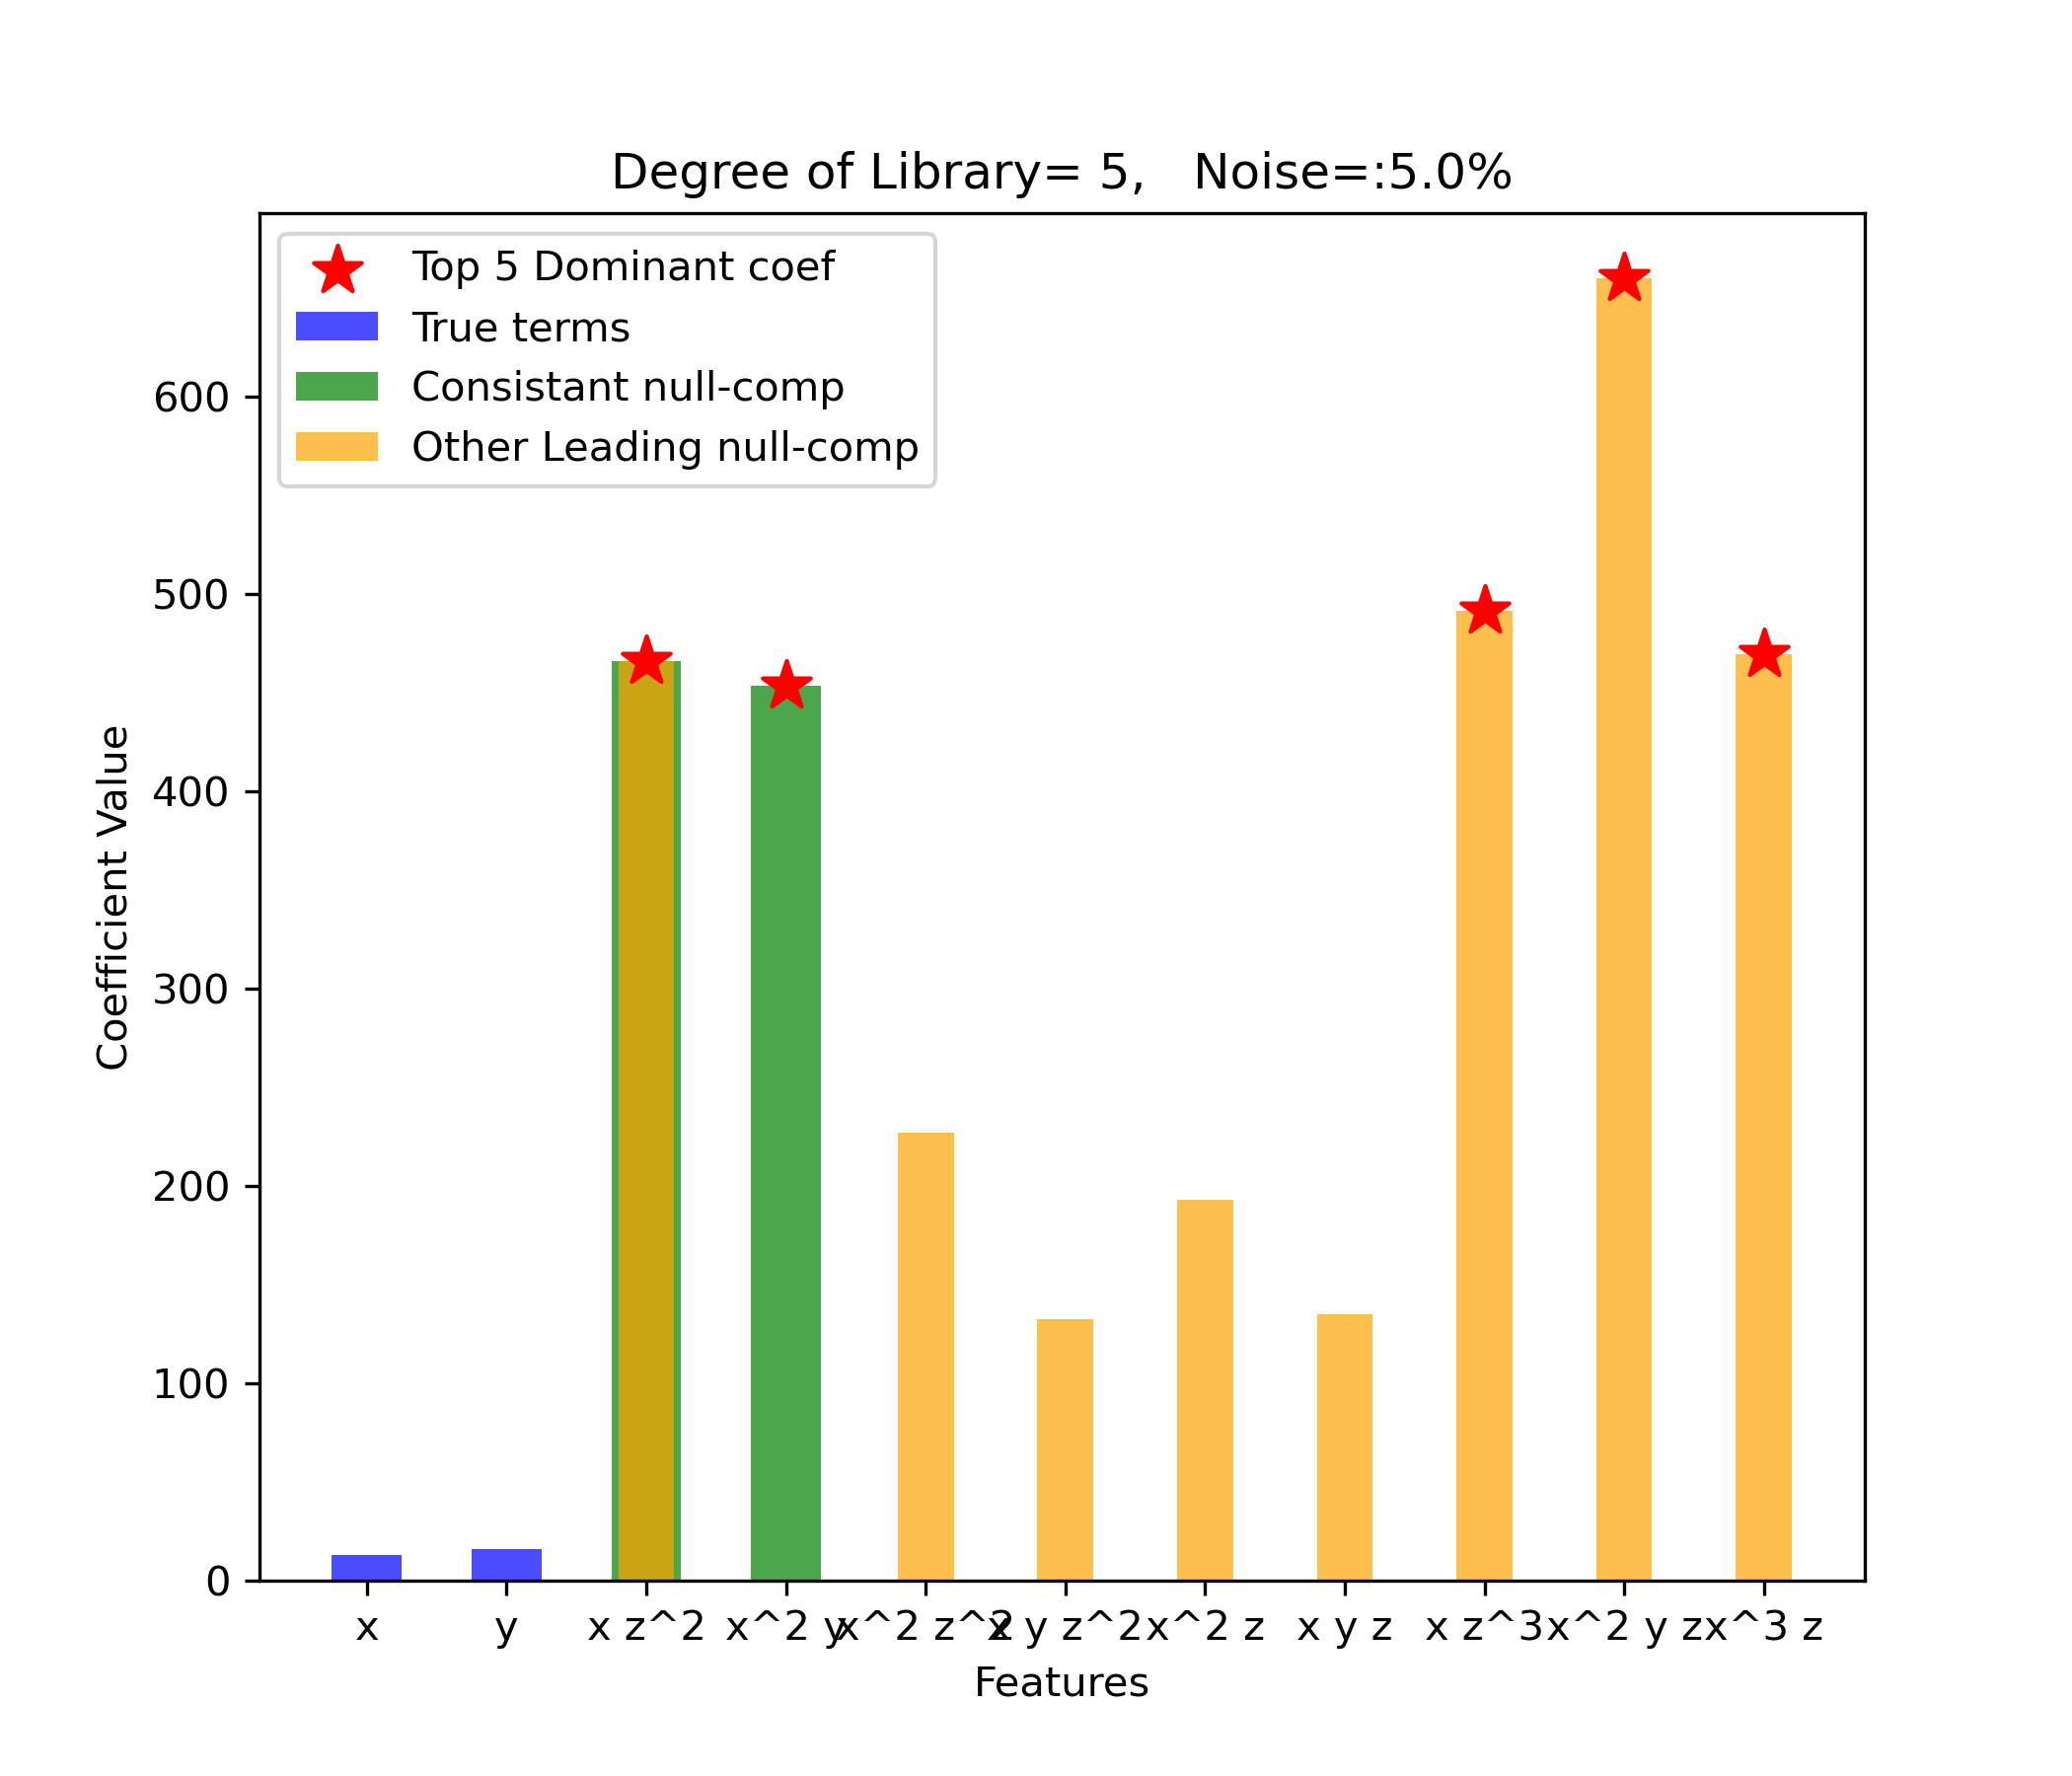 Degree of Library= 5,   Noise=:5.0%
Top 5 Dominant coef
True terms
Consistant null-comp
Other Leading null-comp
600
500
400
300
200
100
0
Coefficient Value
x y x z^2 x^2 y x^2 z^2 x y z^2 x^2 z x y z x z^3 x^2 y z x^3 z
Features